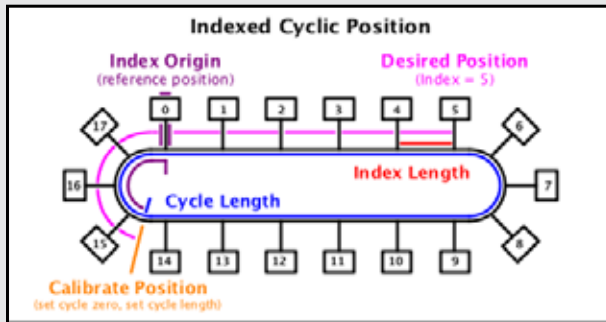 Indexed Cyclic Position
Index Origin
(reference position)
Desired Position
(Index = 5)
0
1
2
3
4
5
17
6
16
7
Index Length
Cycle Length
15
8
14
13
12
11
10
9
Calibrate Position
(set cycle zero, set cycle length)